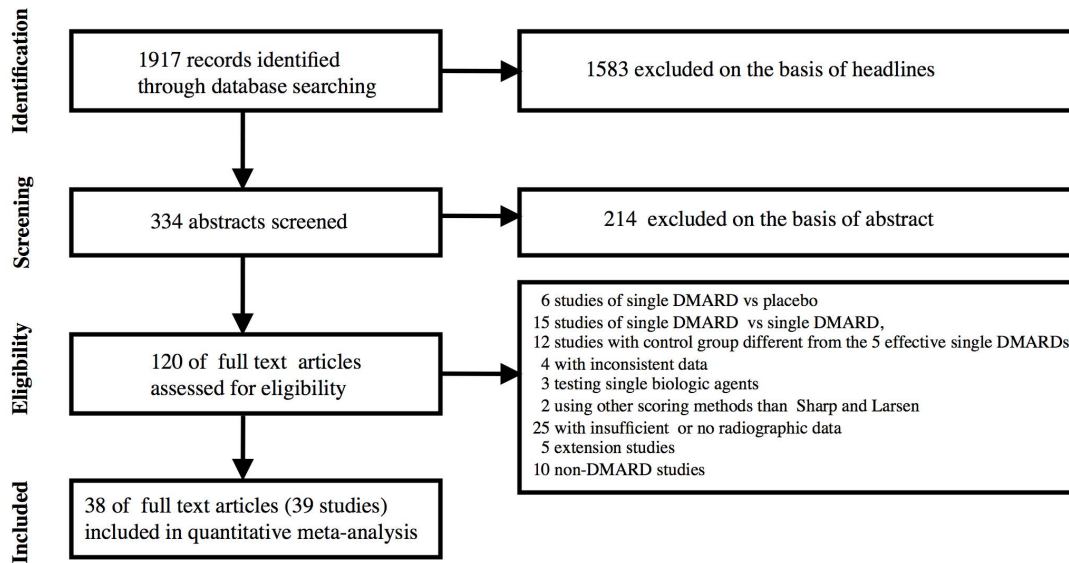 Identification
1917 records identified
through database searching
1583 excluded on the basis of headlines
Screening
334 abstracts screened
214 excluded on the basis of abstract
Eligibility
120 of full text articles
assessed for eligibility
6 studies of single DMARD vs placebo
15 studies of single DMARD vs single DMARD,
12 studies with control group different from the 5 effective single DMARDs
4 with inconsistent data
3 testing single biologic agents
2 using other scoring methods than Sharp and Larsen
25 with insufficient or no radiographic data
5 extension studies
10 non-DMARD studies
Included
38 of full text articles (39 studies)
included in quantitative meta-analysis